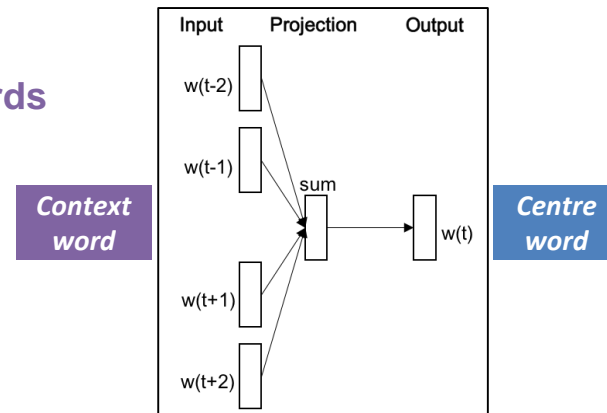 Input Projection Output
w(t-2)
rds
w(t-1)
sum
Context
word
w(t)
Centre
word
w(t+1)
w(t+2)